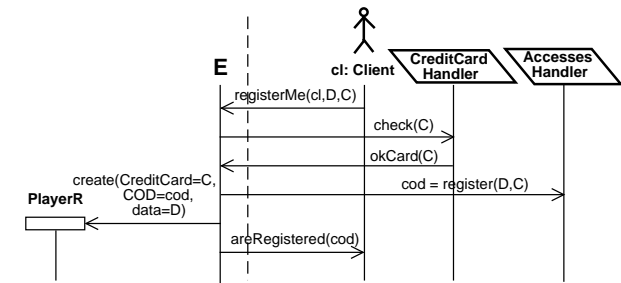 E
cl: Client
CreditCard
Handler
Accesses
Handler
registerMe(cl,D,C)
check(C)
okCard(C)
create(CreditCard=C,
COD=cod,
data=D)
cod = register(D,C)
PlayerR
areRegistered(cod)